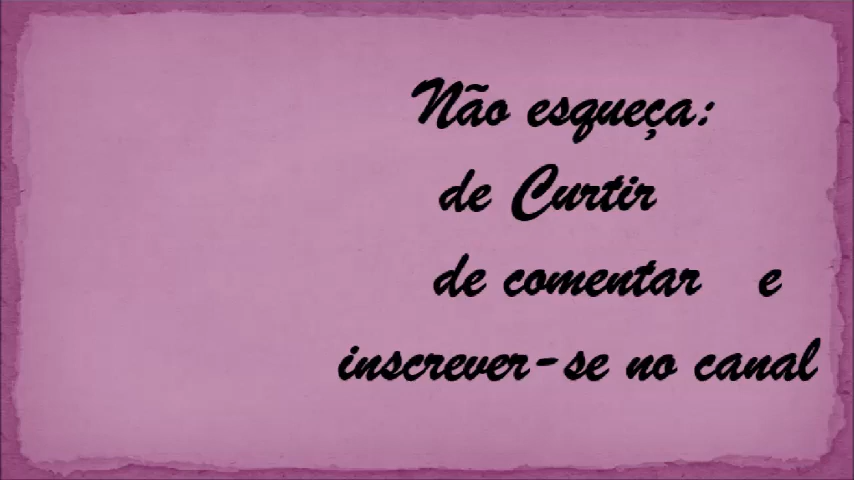 Não esqueça:
de Curtir
de comentar e
inscrever-se no canal